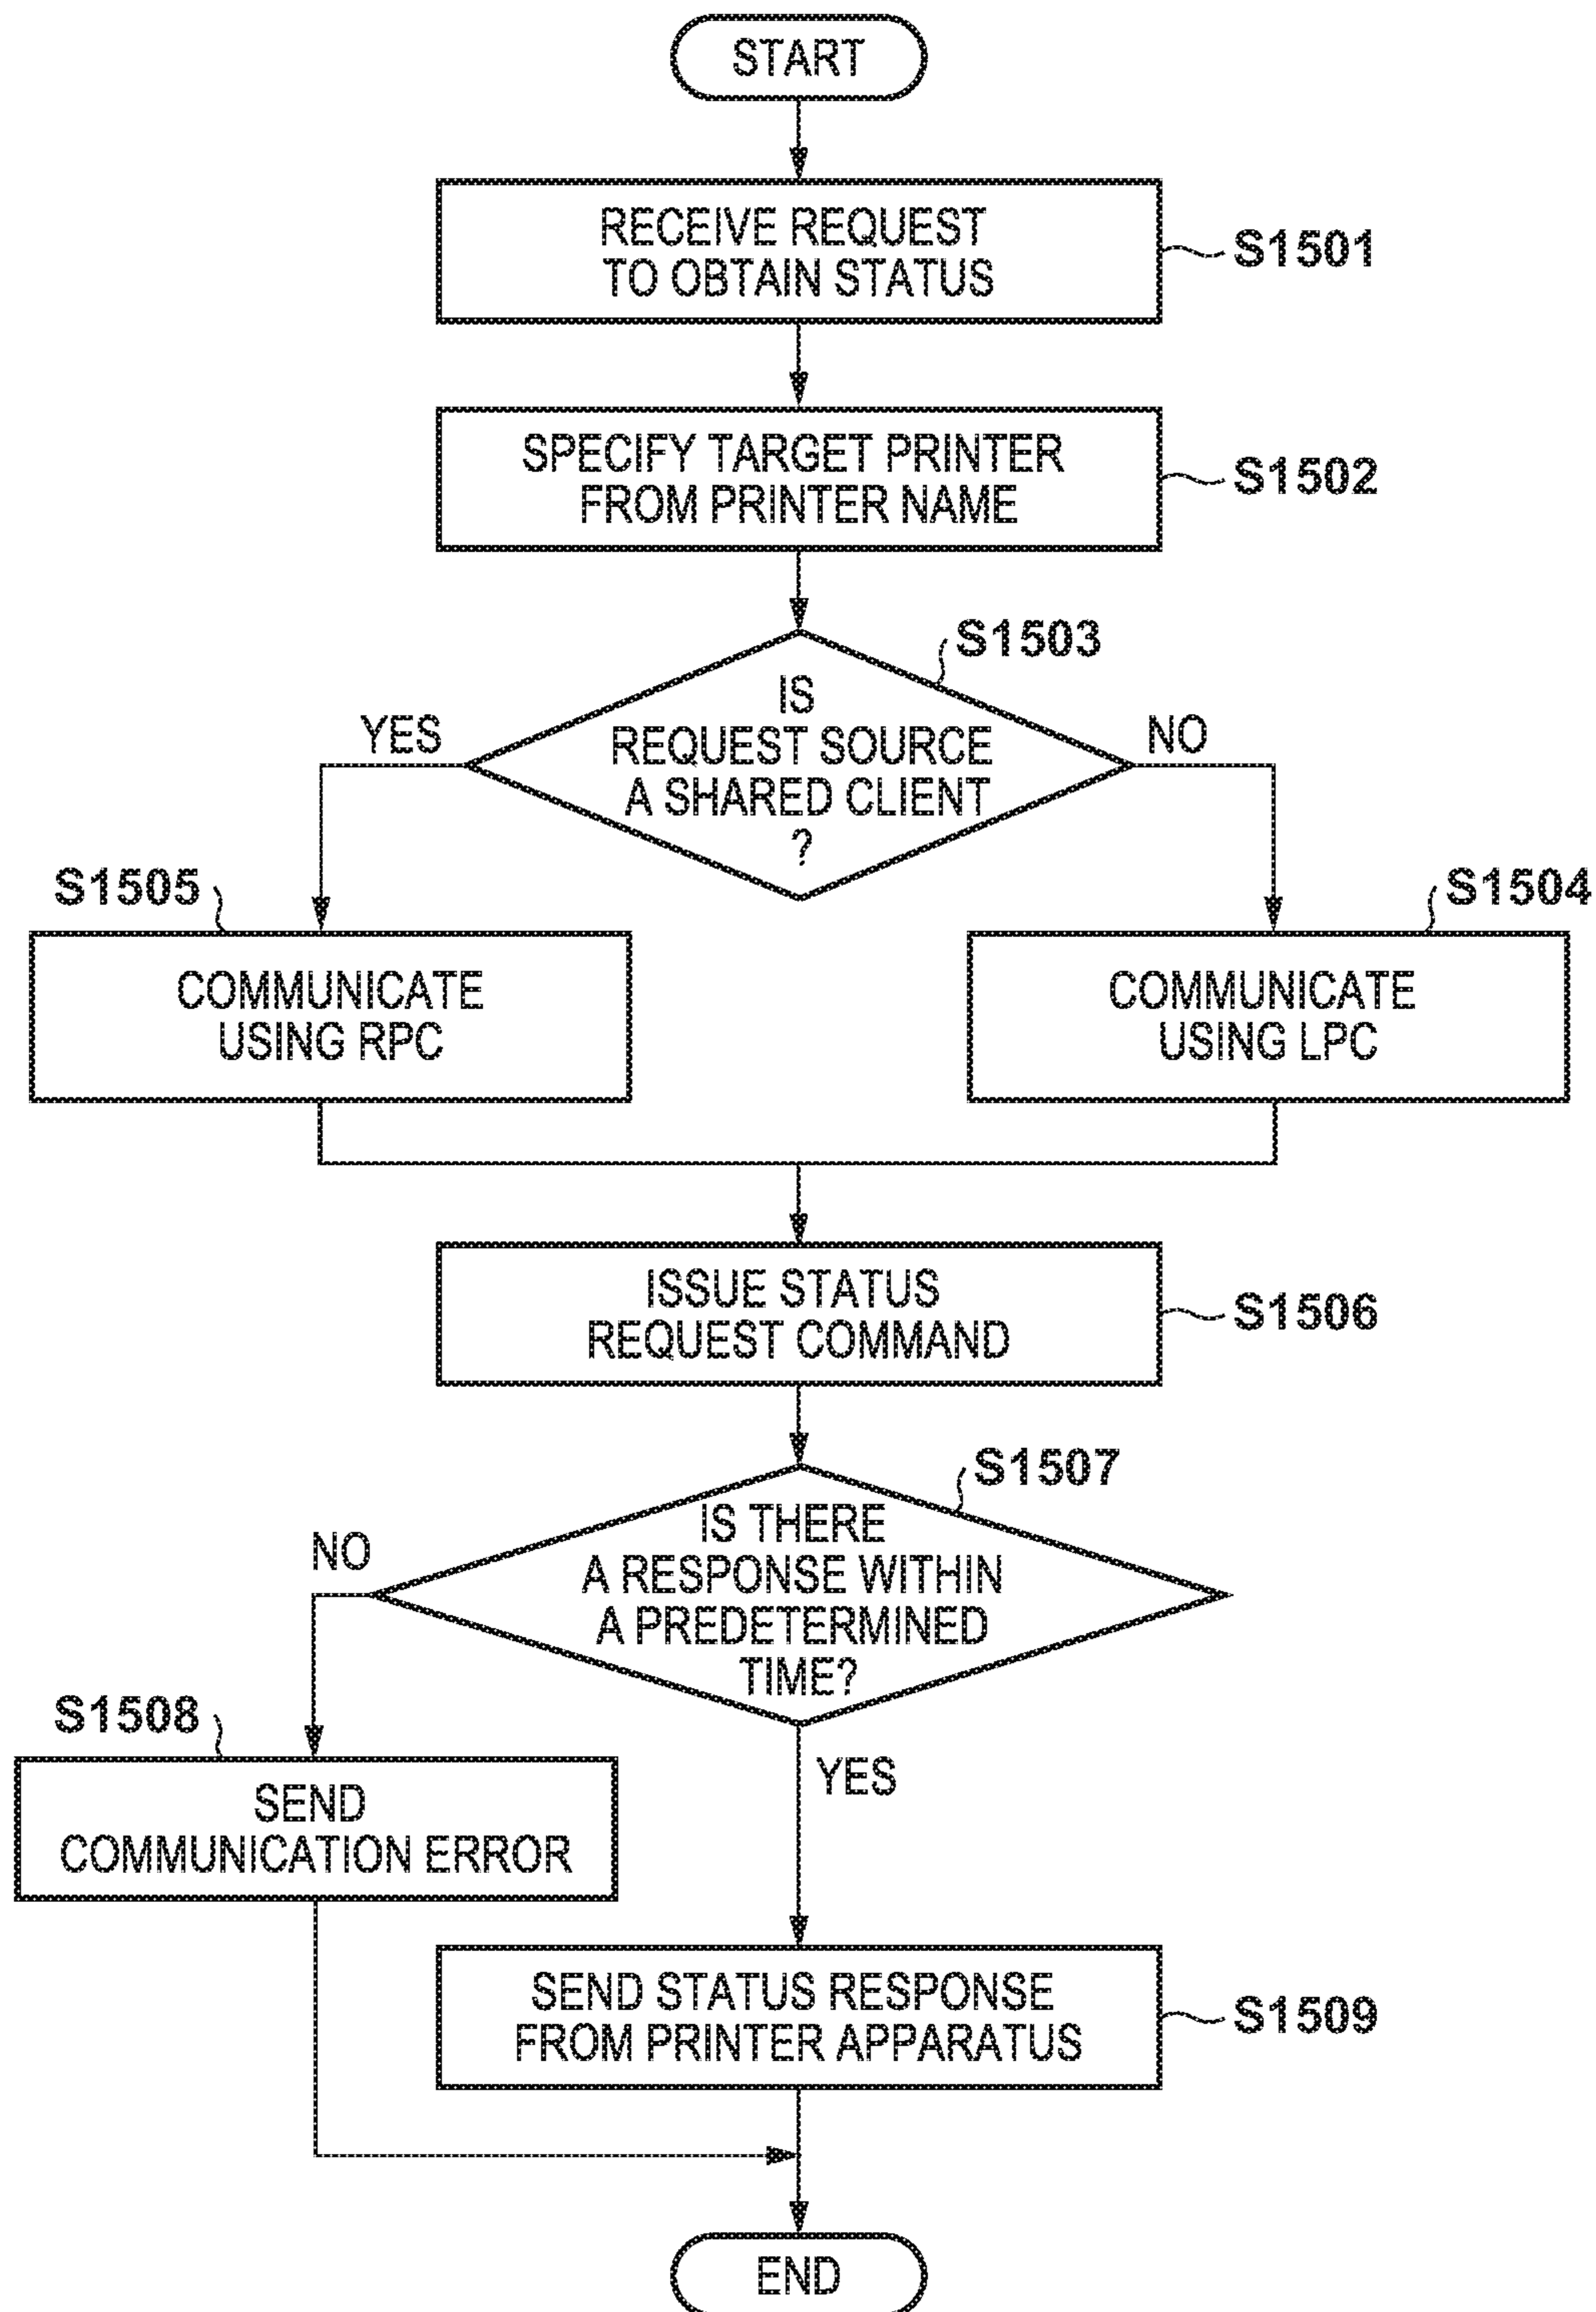 START
RECEIVE REQUEST
TO OBTAIN STATUS
S1501
SPECIFY TARGET PRINTER
FROM PRINTER NAME
S1502
S1503
IS
REQUEST SOURCE
A SHARED CLIENT
?
YES
NO
S1505
COMMUNICATE
USING RPC
S1504
COMMUNICATE
USING LPC
ISSUE STATUS
REQUEST COMMAND
S1506
S1507
IS THERE
A RESPONSE WITHIN
A PREDETERMINED
TIME?
NO
YES
S1508
SEND
COMMUNICATION ERROR
SEND STATUS RESPONSE
FROM PRINTER APPARATUS
S1509
END